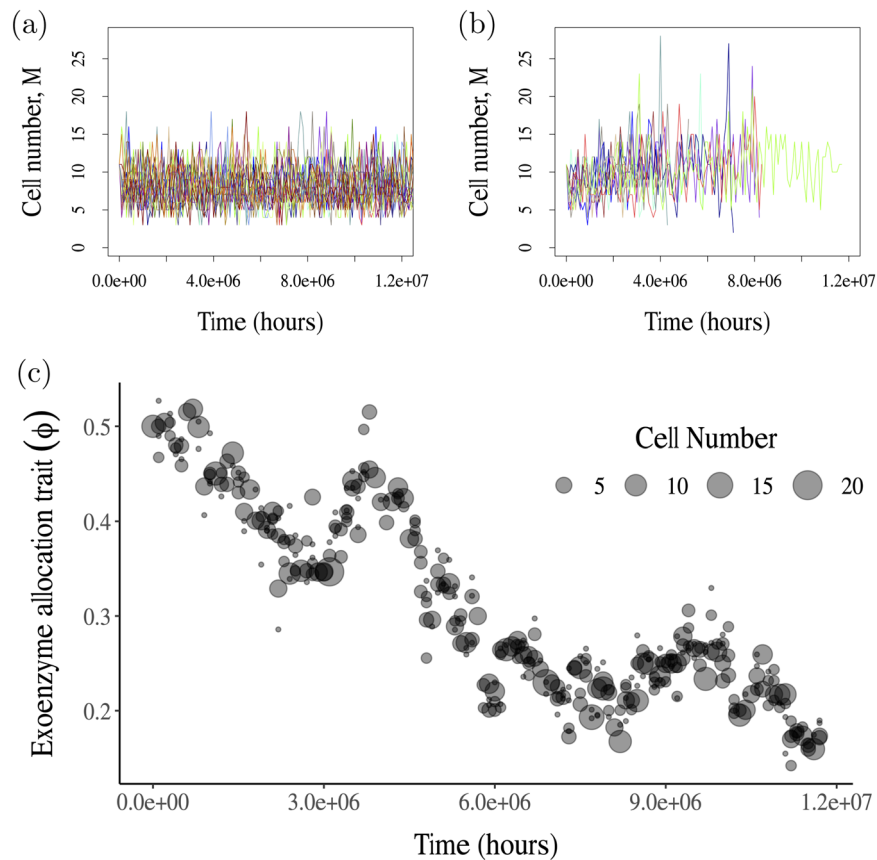 (a)
Cell number, M
0 5 10 15 20 25
0.0e+00 4.0e+06 8.0e+06 1.2e+07
Time (hours)
(b)
Cell number, M
0 5 10 15 20 25
0.0e+00 4.0e+06 8.0e+06 1.2e+07
Time (hours)
(c)
Exoenzyme allocation trait (ϕ)
0.5
0.4
0.3
0.2
Cell Number
5 10 15 20
0.0e+00 3.0e+06 6.0e+06 9.0e+06 1.2e+07
Time (hours)